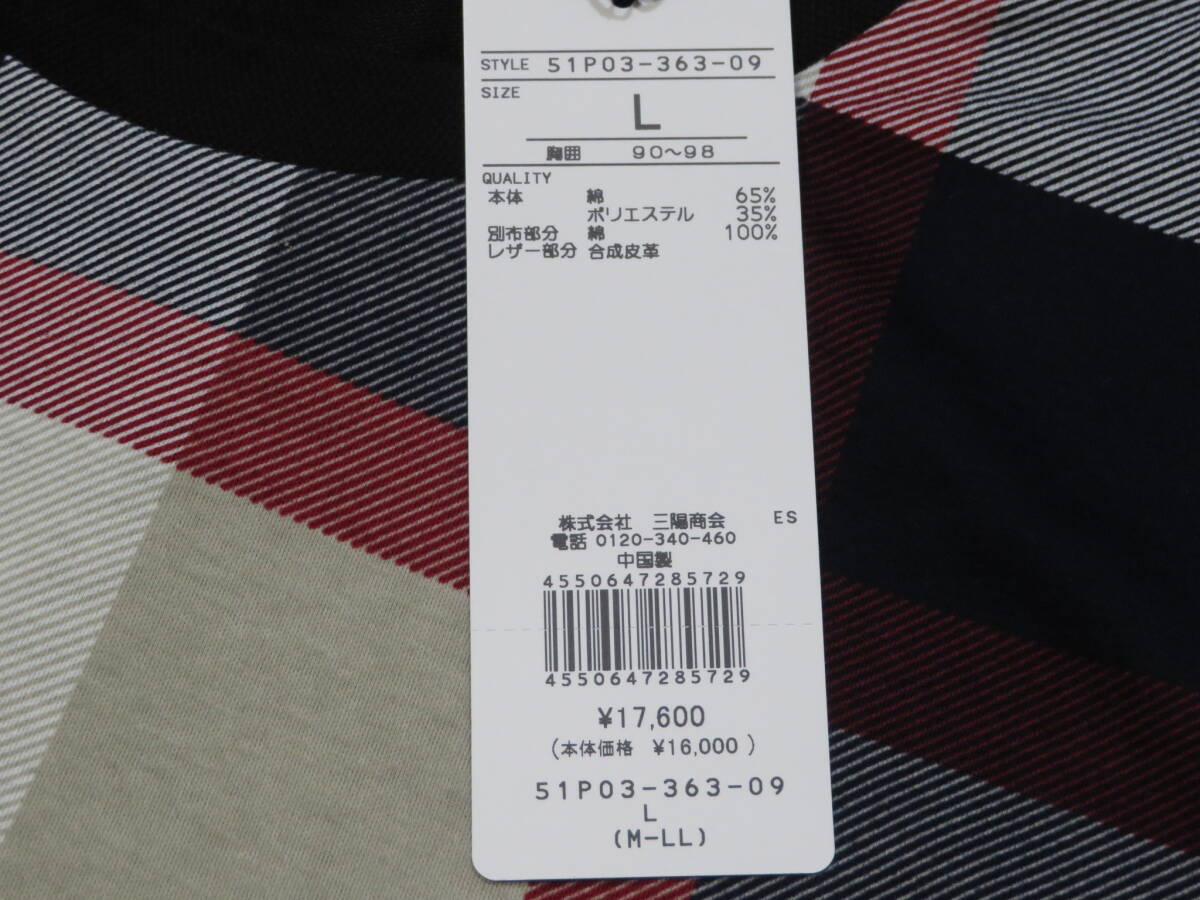 STYLE 51P03-363-09
SIZE
L
胸囲 90～98
QUALITY
本体 綿 65%
ポリエステル 35%
別布部分 綿 100%
レザー部分 合成皮革
株式会社 三陽商会 ES
電話 0120-340-460
中国製
4550647285729
4550647285729
¥17,600
(本体価格 ¥16,000 )
51P03-363-09
L
(M-LL)